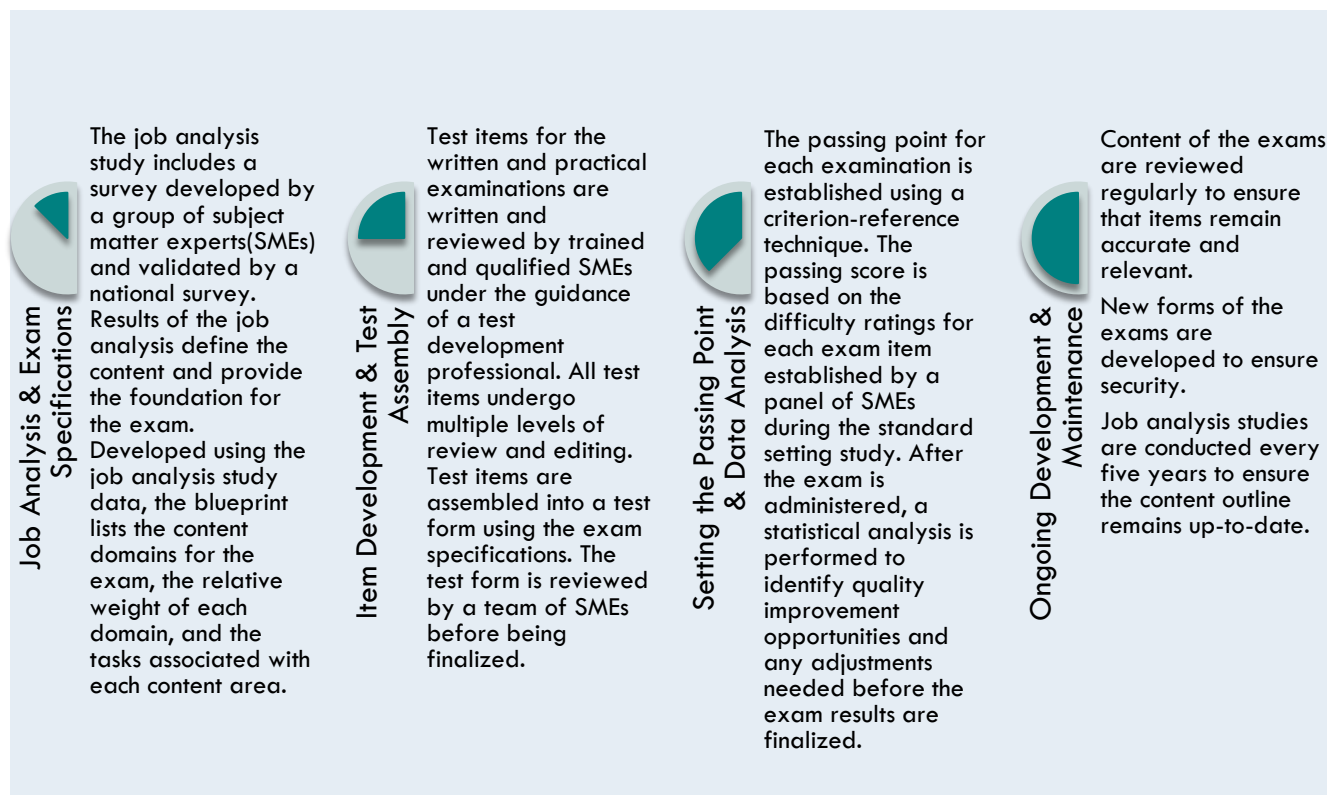 Job Analysis & Exam
Specifications
The job analysis
study includes a
survey developed by
a group of subject
matter experts(SMEs)
and validated by a
national survey.
Results of the job
analysis define the
content and provide
the foundation for
the exam.
Developed using the
job analysis study
data, the blueprint
lists the content
domains for the
exam, the relative
weight of each
domain, and the
tasks associated with
each content area.
Item Development & Test
Assembly
Test items for the
written and practical
examinations are
written and
reviewed by trained
and qualified SMEs
under the guidance
of a test
development
professional. All test
items undergo
multiple levels of
review and editing.
Test items are
assembled into a test
form using the exam
specifications. The
test form is reviewed
by a team of SMEs
before being
finalized.
Setting the Passing Point
& Data Analysis
The passing point for
each examination is
established using a
criterion-reference
technique. The
passing score is
based on the
difficulty ratings for
each exam item
established by a
panel of SMEs
during the standard
setting study. After
the exam is
administered, a
statistical analysis is
performed to
identify quality
improvement
opportunities and
any adjustments
needed before the
exam results are
finalized.
Ongoing Development &
Maintenance
Content of the exams
are reviewed
regularly to ensure
that items remain
accurate and
relevant.
New forms of the
exams are
developed to ensure
security.
Job analysis studies
are conducted every
five years to ensure
the content outline
remains up-to-date.